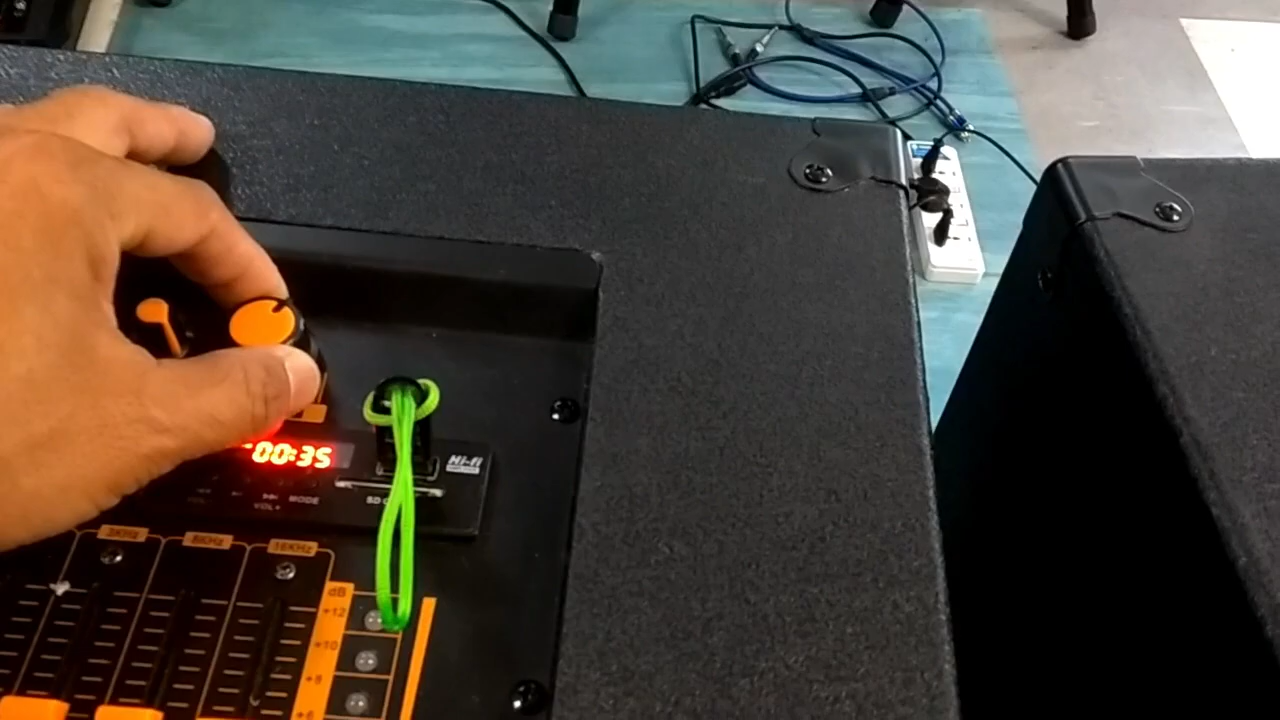 00:35
Hi-fi
MODE
VOL+
SD
3KHz
6KHz
16KHz
dB
+12
+10
+8
+6